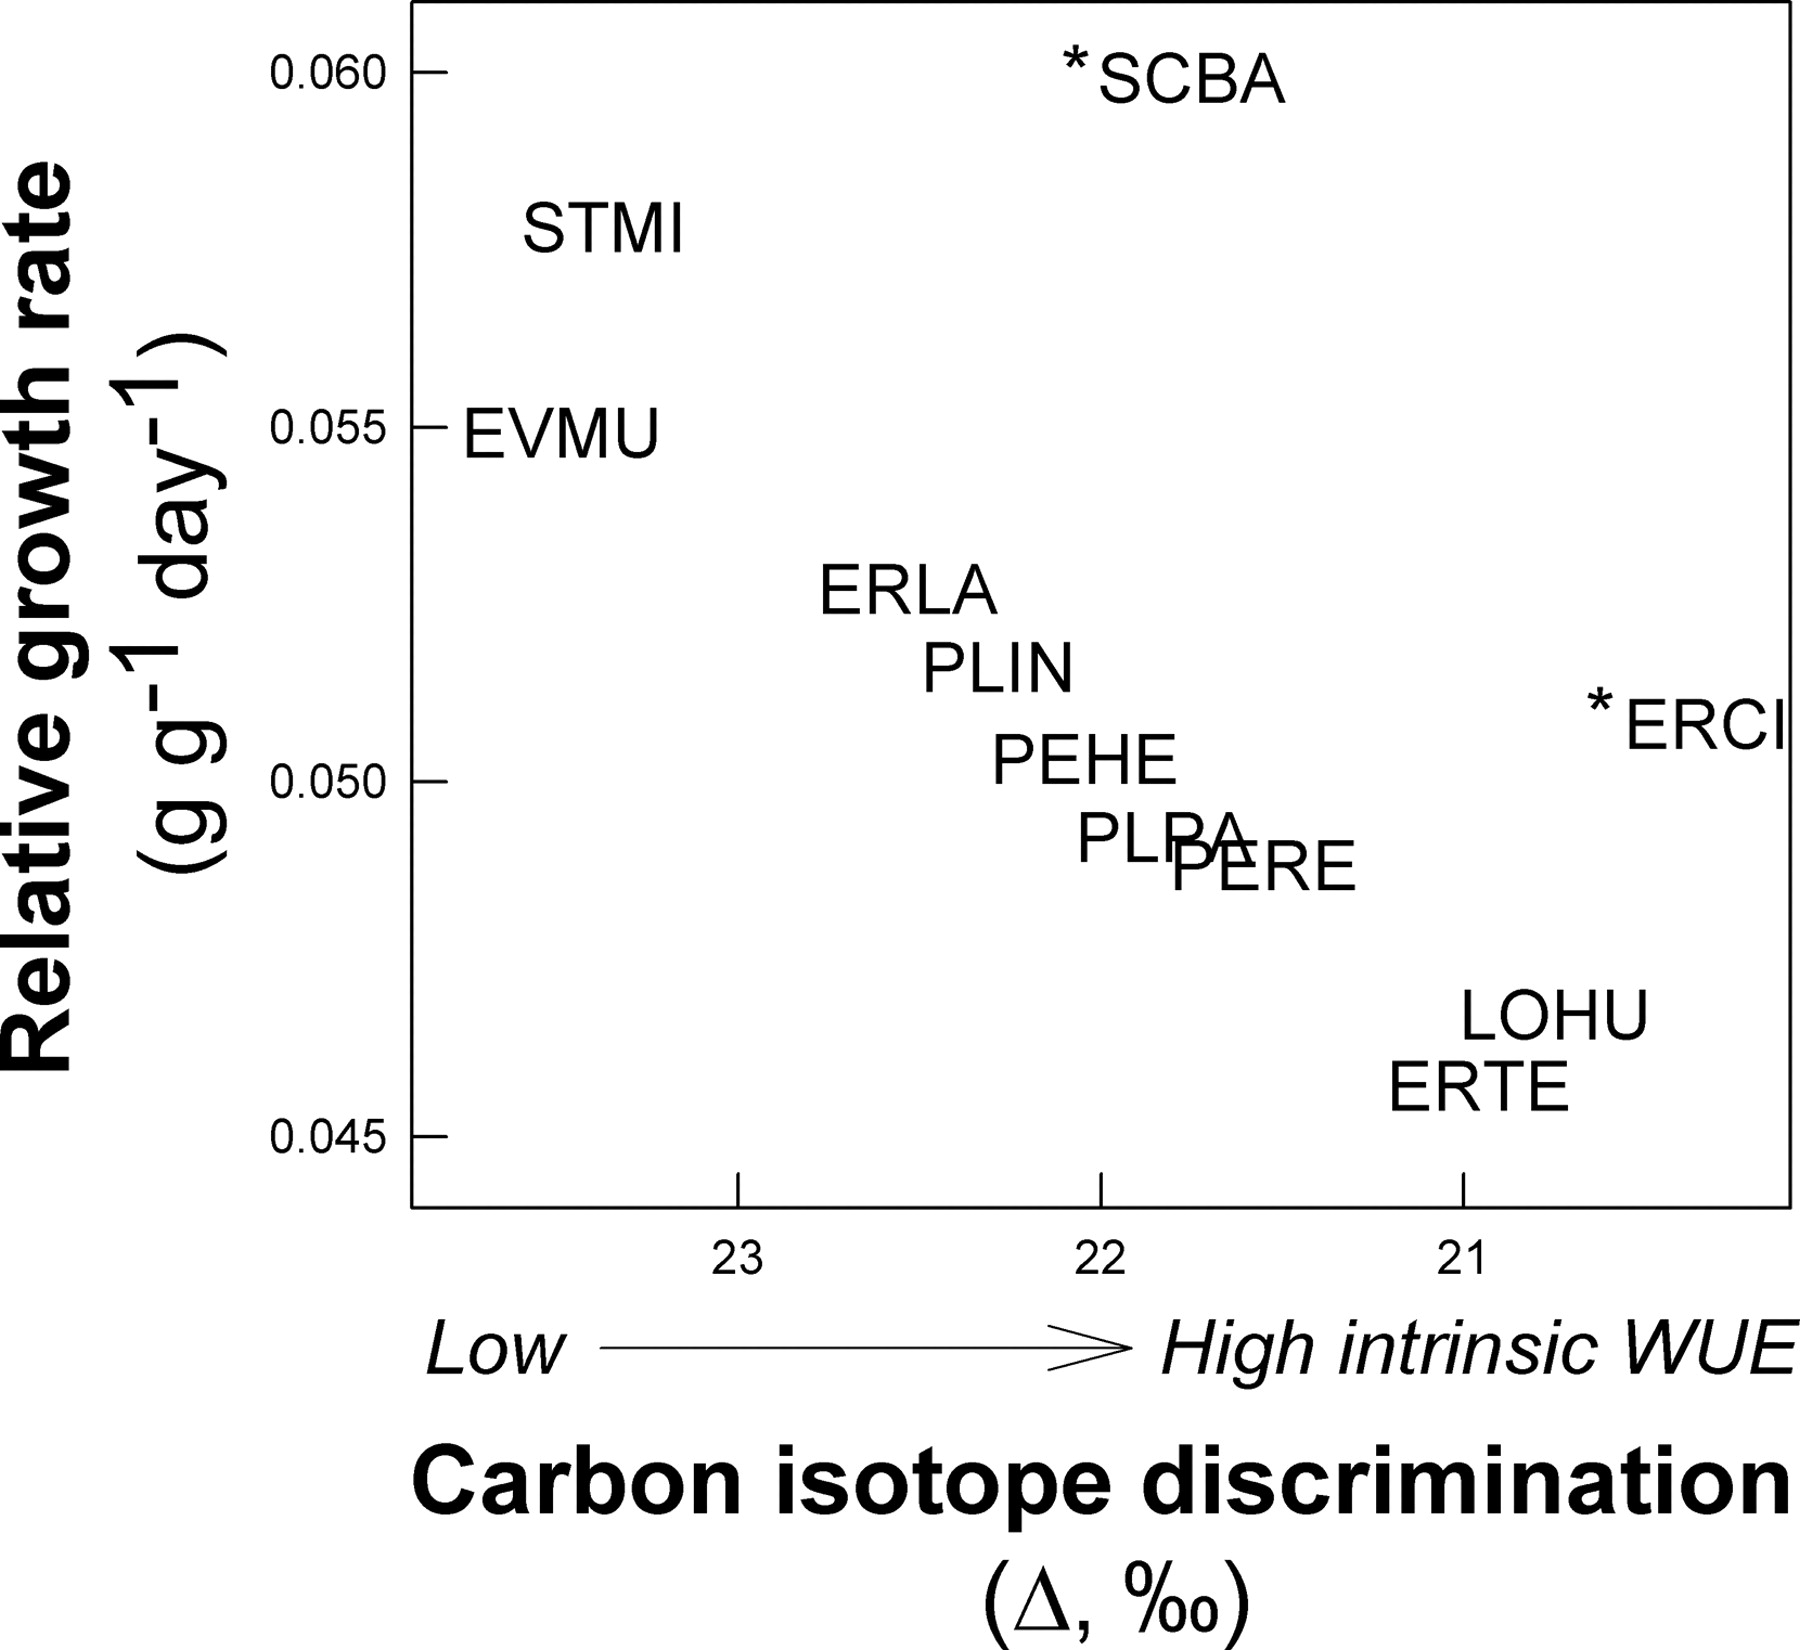 Relative growth rate
(g g-1 day-1)
0.060
0.055
0.050
0.045
*SCBA
STMI
EVMU
ERLA
PLIN
*ERCI
PEHE
PLPA
PERE
LOHU
ERTE
23 22 21
Low High intrinsic WUE
Carbon isotope discrimination
(Δ, ‰)